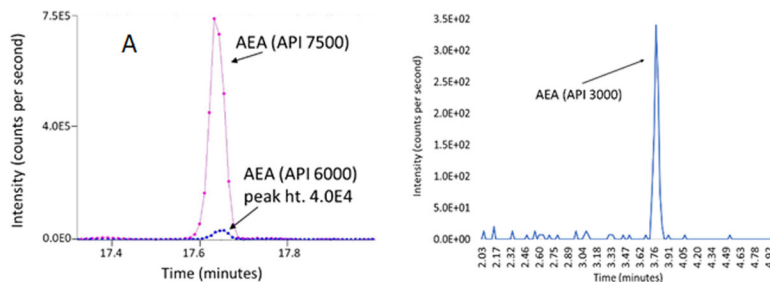 A
7.5E5
4.0E5
0.0E0
Intensity (counts per second)
AEA (API 7500)
AEA (API 6000)
peak ht. 4.0E4
17.4
17.6
17.8
Time (minutes)
3.5E+02
3.0E+02
2.5E+02
2.0E+02
1.5E+02
1.0E+02
5.0E+01
0.0E+00
Intensity (counts per second)
AEA (API 3000)
2.03
2.17
2.32
2.46
2.60
2.75
2.89
3.04
3.18
3.33
3.47
3.62
3.76
3.91
4.05
4.20
4.34
4.49
4.63
4.78
4.92
Time (minutes)